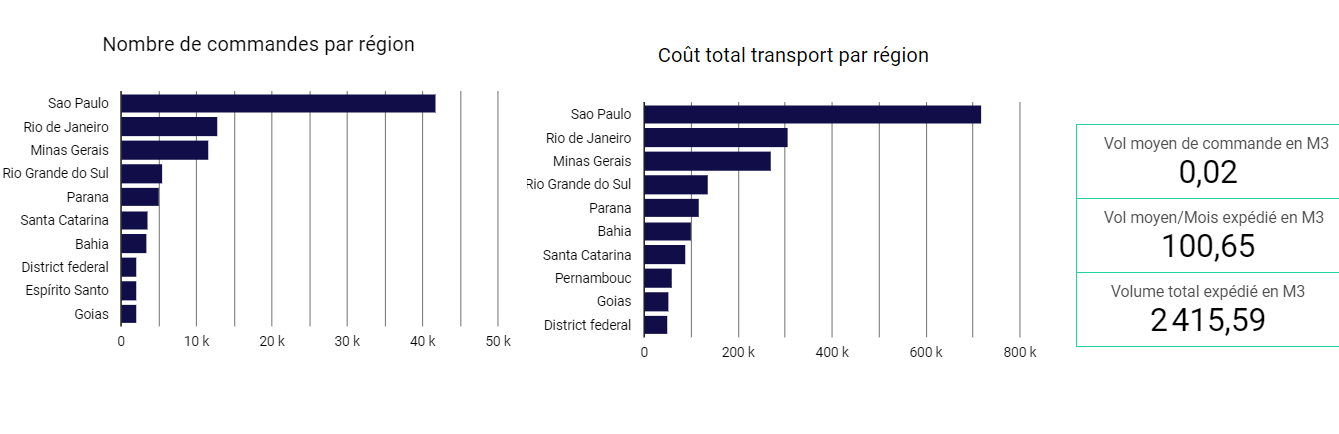 Nombre de commandes par région
Sao Paulo
Rio de Janeiro
Minas Gerais
Rio Grande do Sul
Parana
Santa Catarina
Bahia
District federal
Espírito Santo
Goias
0 10 k 20 k 30 k 40 k 50 k
Coût total transport par région
Sao Paulo
Rio de Janeiro
Minas Gerais
Rio Grande do Sul
Parana
Bahia
Santa Catarina
Pernambouc
Goias
District federal
0 200 k 400 k 600 k 800 k
Vol moyen de commande en M3
0,02
Vol moyen/Mois expédié en M3
100,65
Volume total expédié en M3
2 415,59